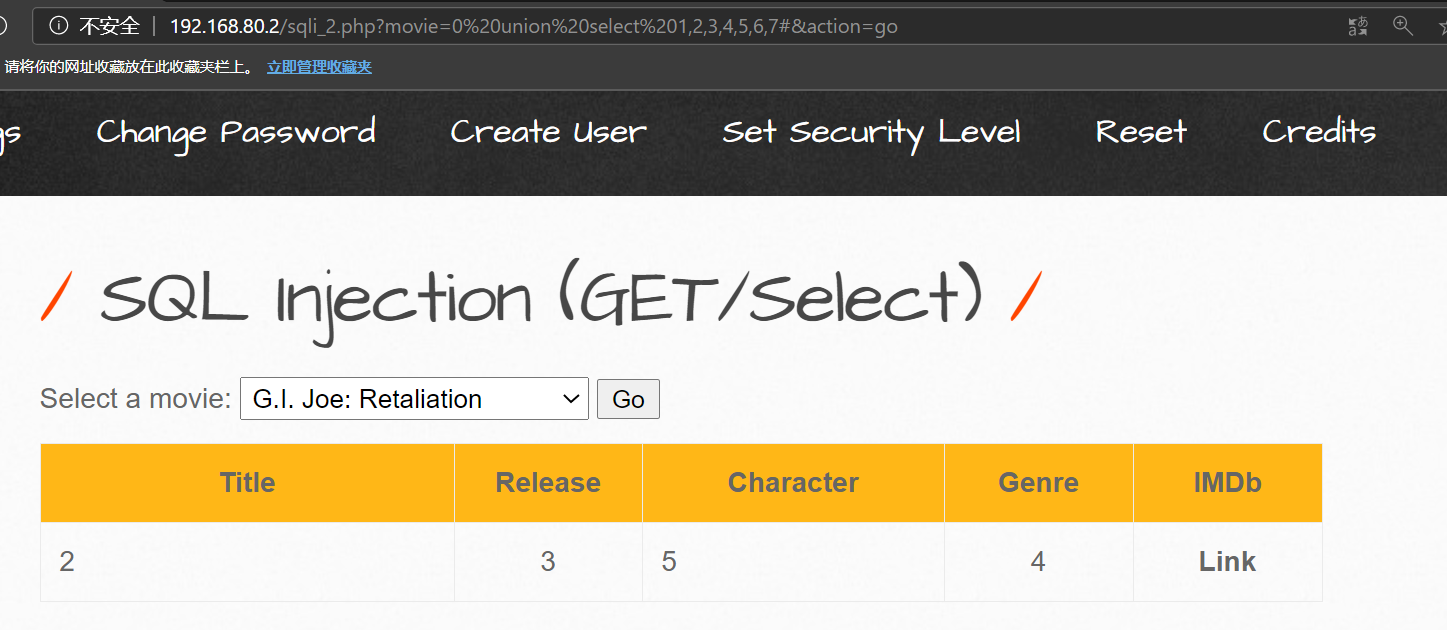 不安全 192.168.80.2/sqli_2.php?movie=0%20union%20select%201,2,3,4,5,6,7#&action=go
请将你的网址收藏放在此收藏夹栏上。 立即管理收藏夹
gs Change Password Create User Set Security Level Reset Credits
/ SQL Injection (GET/Select) /
Select a movie: G.I. Joe: Retaliation Go
Title Release Character Genre IMDb
2 3 5 4 Link